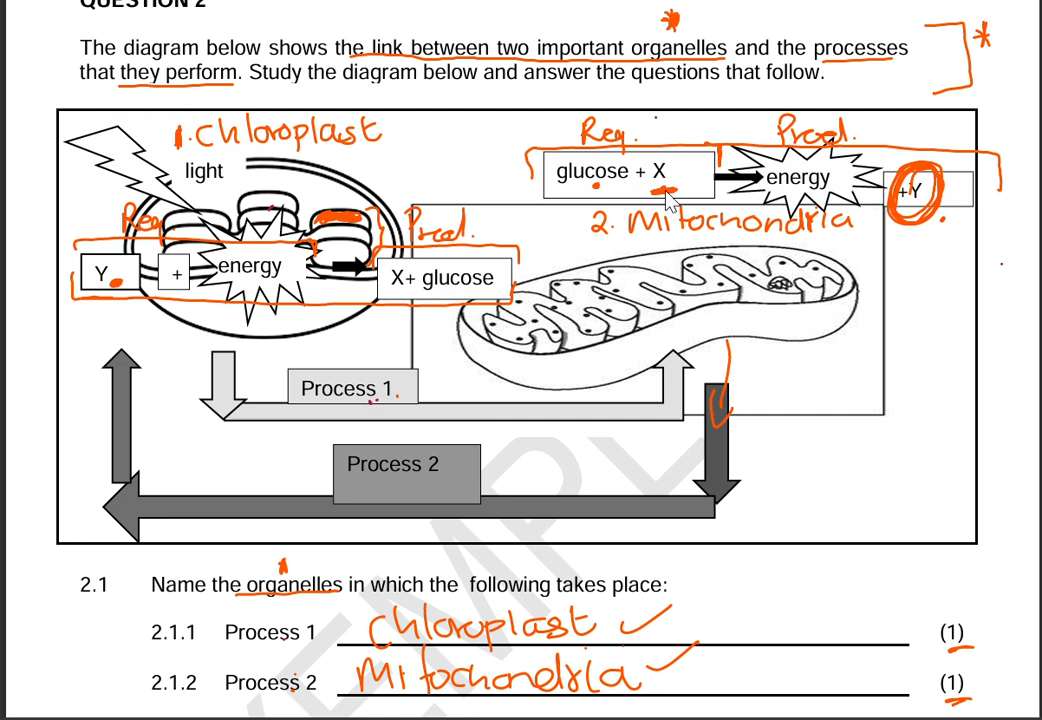 QUESTION 2
The diagram below shows the link between two important organelles and the processes
that they perform. Study the diagram below and answer the questions that follow.
1. Chloroplast
light
Req.
Prod.
glucose + X
energy
+Y
2. Mitochondria
Req
Prod.
Y
+
energy
X+ glucose
Process 1.
Process 2
2.1 Name the organelles in which the following takes place:
2.1.1 Process 1 Chloroplast (1)
2.1.2 Process 2 Mitochondria (1)